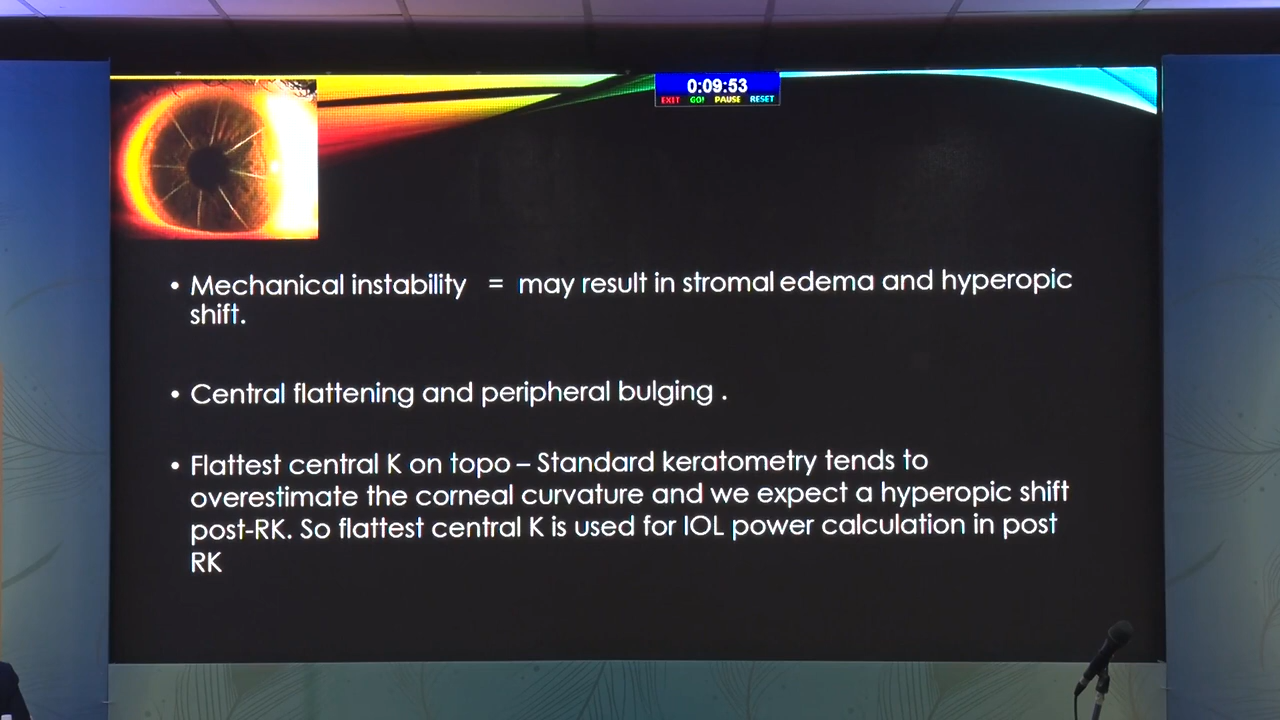 0:09:53
EXIT GO! PAUSE RESET
• Mechanical instability = may result in stromal edema and hyperopic
shift.
• Central flattening and peripheral bulging .
• Flattest central K on topo – Standard keratometry tends to
overestimate the corneal curvature and we expect a hyperopic shift
post-RK. So flattest central K is used for IOL power calculation in post
RK